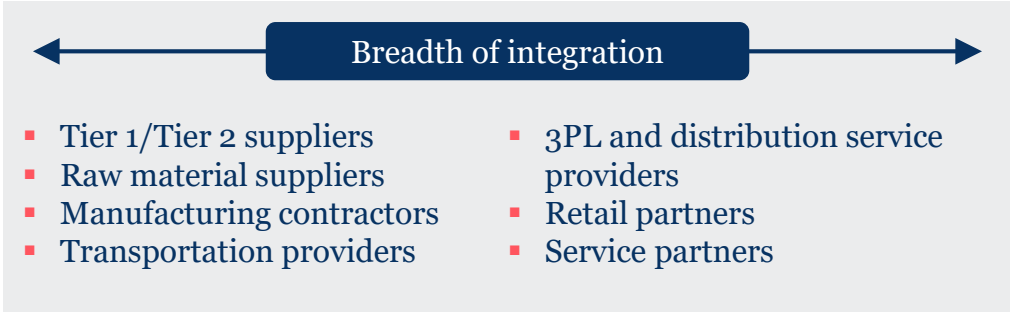 Breadth of integration
▪ Tier 1/Tier 2 suppliers
▪ Raw material suppliers
▪ Manufacturing contractors
▪ Transportation providers
▪ 3PL and distribution service
providers
▪ Retail partners
▪ Service partners